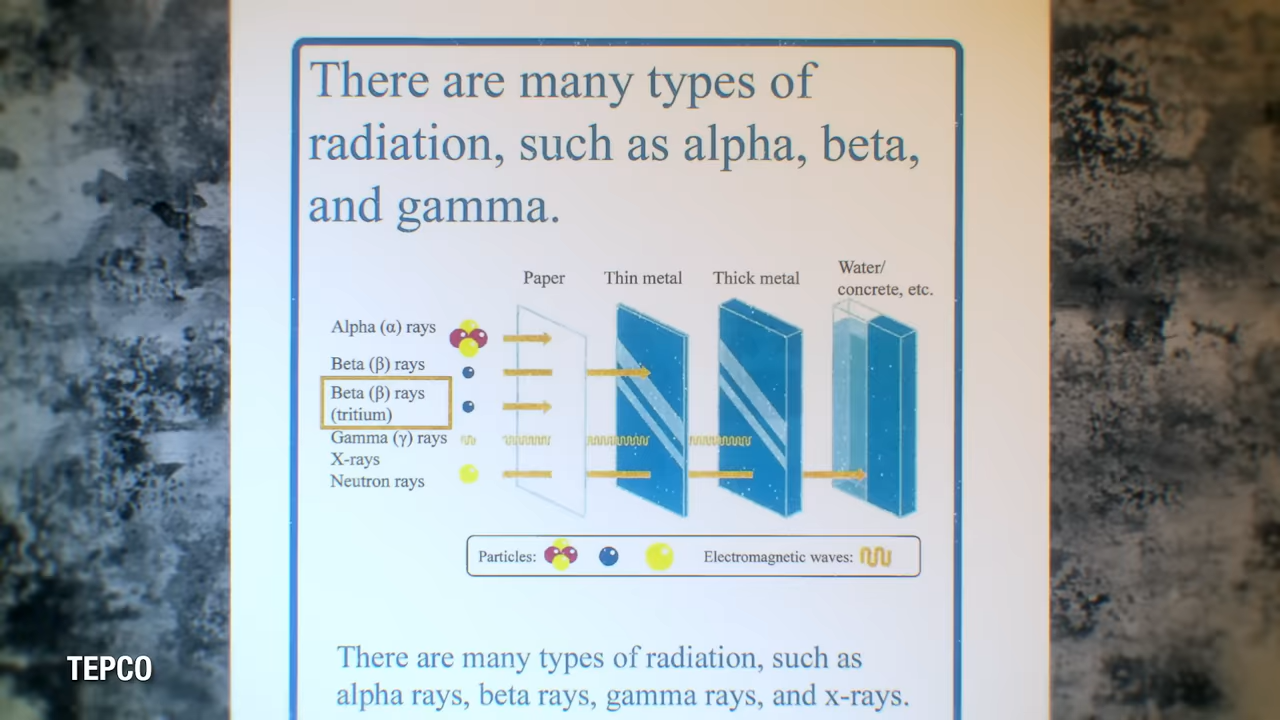 There are many types of
radiation, such as alpha, beta,
and gamma.
Paper
Thin metal
Thick metal
Water/
concrete, etc.
Alpha (α) rays
Beta (β) rays
Beta (β) rays
(tritium)
Gamma (γ) rays
X-rays
Neutron rays
Particles:
Electromagnetic waves:
There are many types of radiation, such as
alpha rays, beta rays, gamma rays, and x-rays.
TEPCO